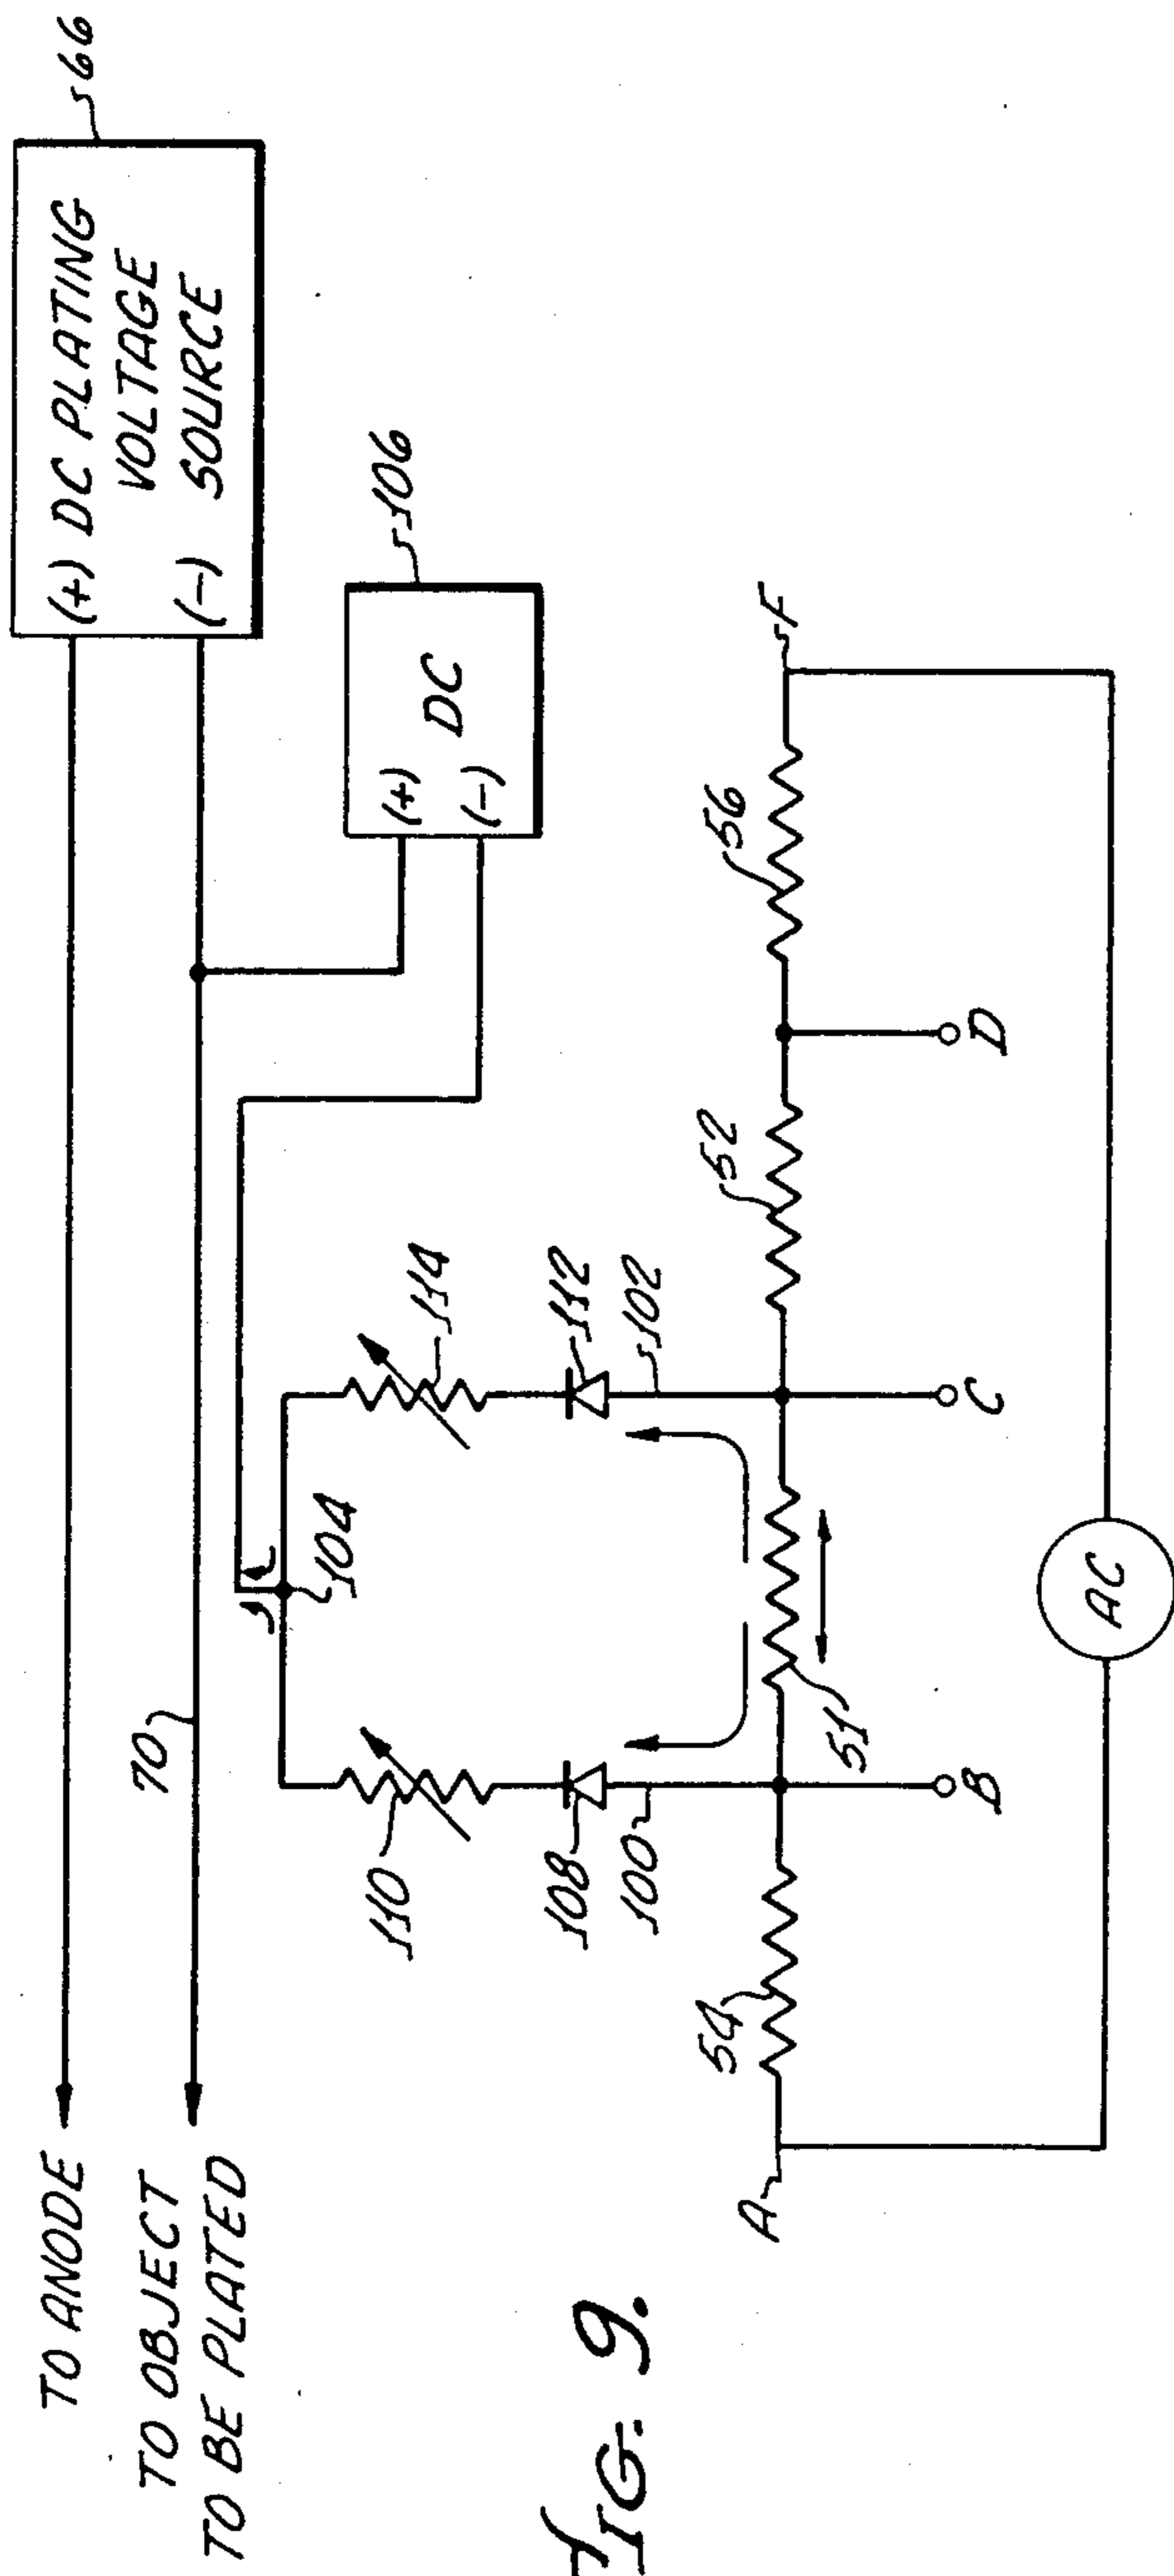 566
(+) DC PLATING
VOLTAGE
(-) SOURCE
TO ANODE
70
TO OBJECT
TO BE PLATED
106
(+)
DC
(-)
104
110
114
108
112
100
102
A
54
51
52
56
F
B
C
D
AC
FIG. 9.